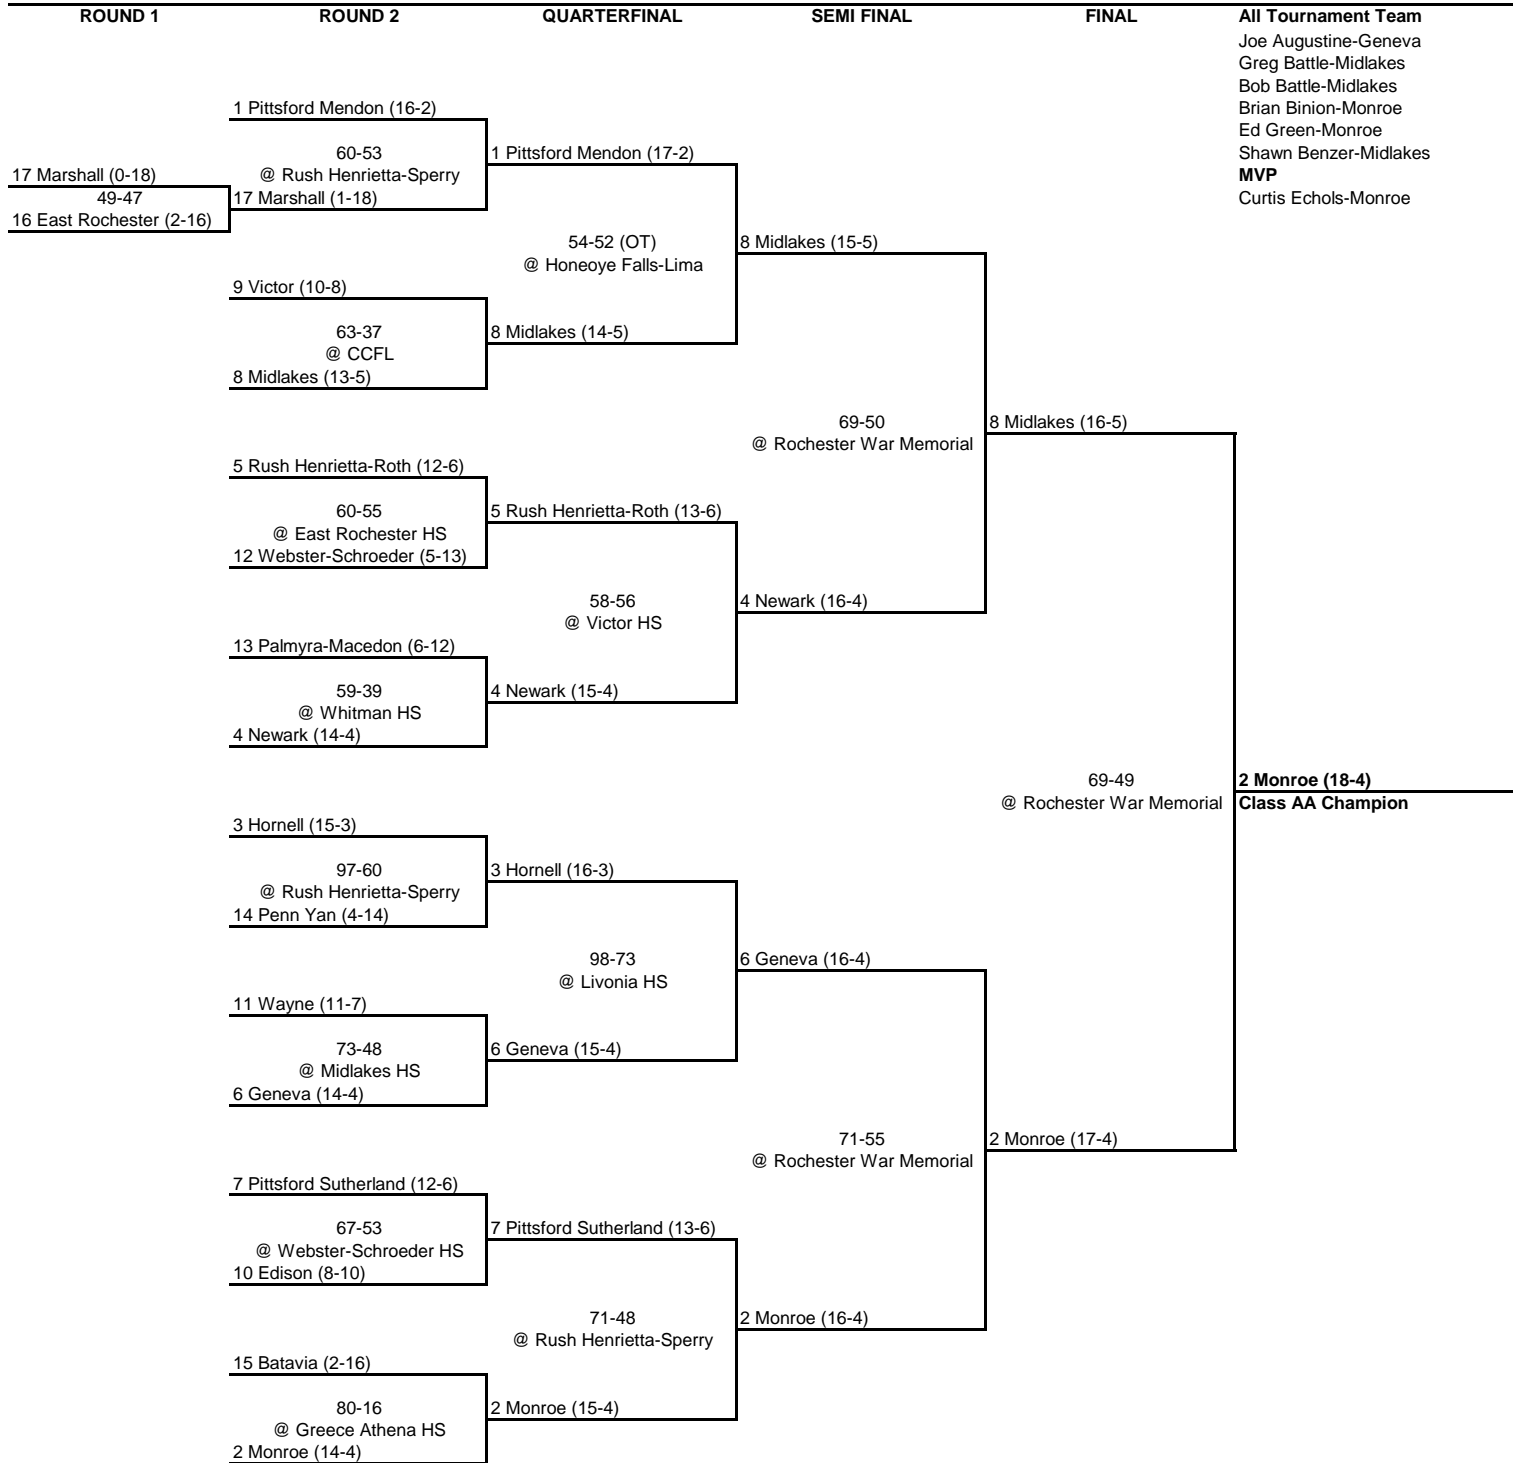 ROUND 1 ROUND 2 QUARTERFINAL SEMI FINAL FINAL All Tournament Team
Joe Augustine-Geneva
Greg Battle-Midlakes
Bob Battle-Midlakes
Brian Binion-Monroe
Ed Green-Monroe
Shawn Benzer-Midlakes
MVP
Curtis Echols-Monroe
1 Pittsford Mendon (16-2)
60-53
@ Rush Henrietta-Sperry
1 Pittsford Mendon (17-2)
17 Marshall (0-18)
49-47
16 East Rochester (2-16)
17 Marshall (1-18)
54-52 (OT)
@ Honeoye Falls-Lima
8 Midlakes (15-5)
9 Victor (10-8)
63-37
@ CCFL
8 Midlakes (14-5)
8 Midlakes (13-5)
69-50
@ Rochester War Memorial
8 Midlakes (16-5)
5 Rush Henrietta-Roth (12-6)
60-55
@ East Rochester HS
5 Rush Henrietta-Roth (13-6)
12 Webster-Schroeder (5-13)
58-56
@ Victor HS
4 Newark (16-4)
13 Palmyra-Macedon (6-12)
59-39
@ Whitman HS
4 Newark (15-4)
4 Newark (14-4)
69-49
@ Rochester War Memorial
2 Monroe (18-4)
Class AA Champion
3 Hornell (15-3)
97-60
@ Rush Henrietta-Sperry
3 Hornell (16-3)
14 Penn Yan (4-14)
98-73
@ Livonia HS
6 Geneva (16-4)
11 Wayne (11-7)
73-48
@ Midlakes HS
6 Geneva (15-4)
6 Geneva (14-4)
71-55
@ Rochester War Memorial
2 Monroe (17-4)
7 Pittsford Sutherland (12-6)
67-53
@ Webster-Schroeder HS
7 Pittsford Sutherland (13-6)
10 Edison (8-10)
71-48
@ Rush Henrietta-Sperry
2 Monroe (16-4)
15 Batavia (2-16)
80-16
@ Greece Athena HS
2 Monroe (15-4)
2 Monroe (14-4)